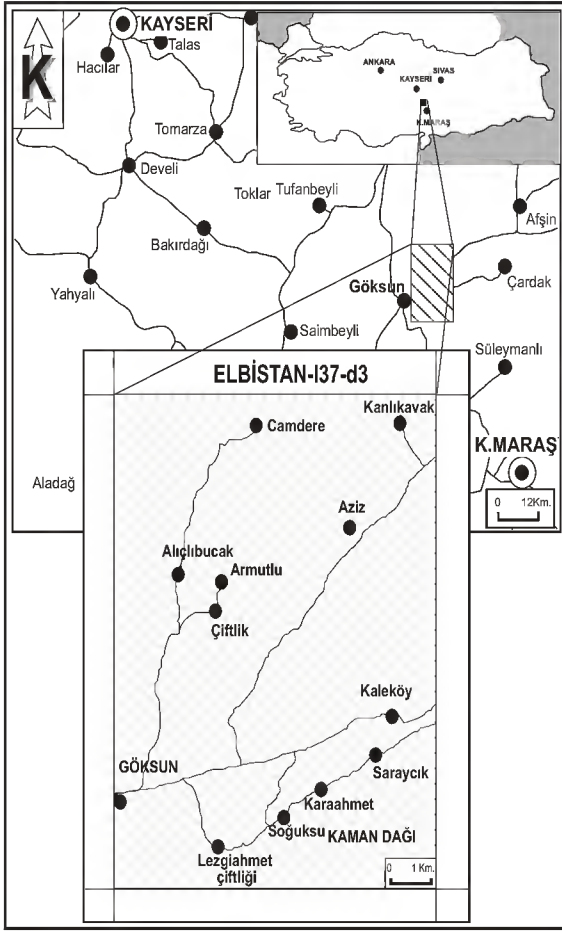 KAYSERİ
Talas
Hacılar
K
Tomarza
Develi
Toklar
Tufanbeyli
Bakırdağı
Yahyalı
Saimbeyli
Göksun
Afşin
Çardak
Süleymanlı
K.MARAŞ
0 12Km.
Aladağ
ANKARA
SIVAS
KAYSERİ
K.MARAŞ
ELBİSTAN-I37-d3
Kanlıkavak
Camdere
Aziz
Alıçlıbucak
Armutlu
Çiftlik
Kaleköy
GÖKSUN
Saraycık
Karaahmet
Soğuksu
KAMAN DAĞI
Lezgiahmet
çiftliği
0 1 Km.